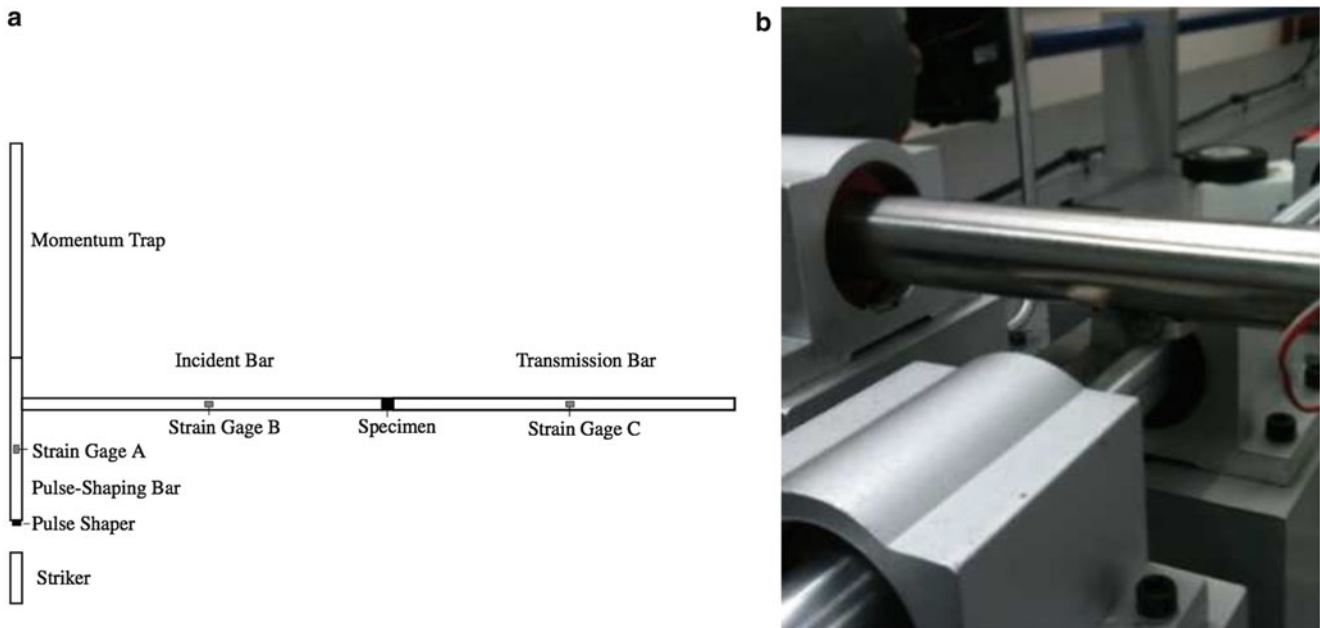 a
b
Momentum Trap
Incident Bar
Transmission Bar
Strain Gage B
Specimen
Strain Gage C
Strain Gage A
Pulse-Shaping Bar
Pulse Shaper
Striker